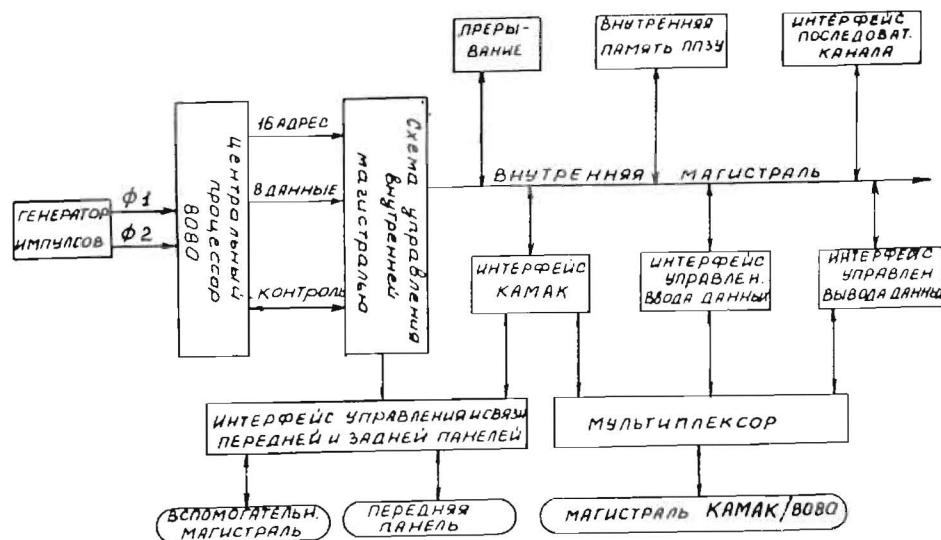 ПРЕРЫ-
ВАНИЕ
ВНУТРЕННЯЯ
ПАМЯТЬ ППЗУ
ИНТЕРФЕЙС
ПОСЛЕДОВАТ.
КАНАЛА
ГЕНЕРАТОР
ИМПУЛСОВ
Ф1
Ф2
Центральный
процессор
8080
16 АДРЕС
8 ДАННЫЕ
КОНТРОЛЬ
Схема управления
внутренней
магистралью
ВНУТРЕННЯЯ МАГИСТРАЛЬ
ИНТЕРФЕЙС
КАМАК
ИНТЕРФЕЙС
УПРАВЛЕН.
ВВОДА ДАННЫХ
ИНТЕРФЕЙС
УПРАВЛЕН
ВЫВОДА ДАННЫХ
ИНТЕРФЕЙС УПРАВЛЕНИЯ И СВЯЗИ
ПЕРЕДНЕЙ И ЗАДНЕЙ ПАНЕЛЕЙ
МУЛЬТИПЛЕКСОР
ВСПОМОГАТЕЛЬН.
МАГИСТРАЛЬ
ПЕРЕДНЯЯ
ПАНЕЛЬ
МАГИСТРАЛЬ КАМАК/8080